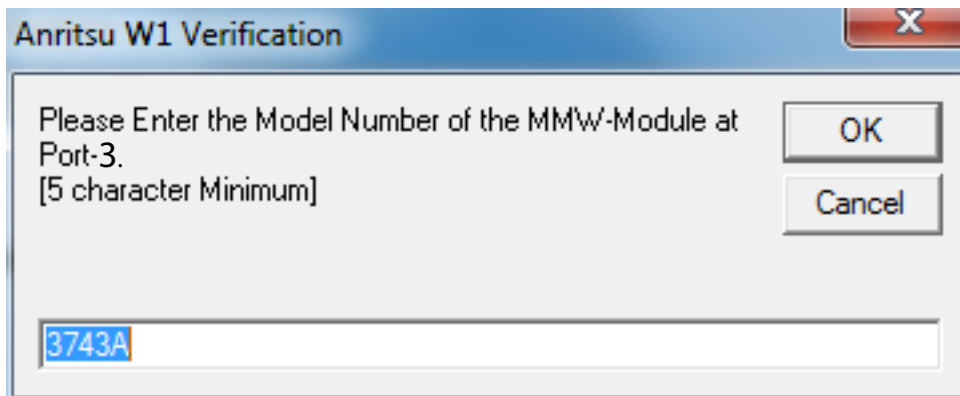 Anritsu W1 Verification
X
Please Enter the Model Number of the MMW-Module at
Port-3.
[5 character Minimum]
OK
Cancel
3743A